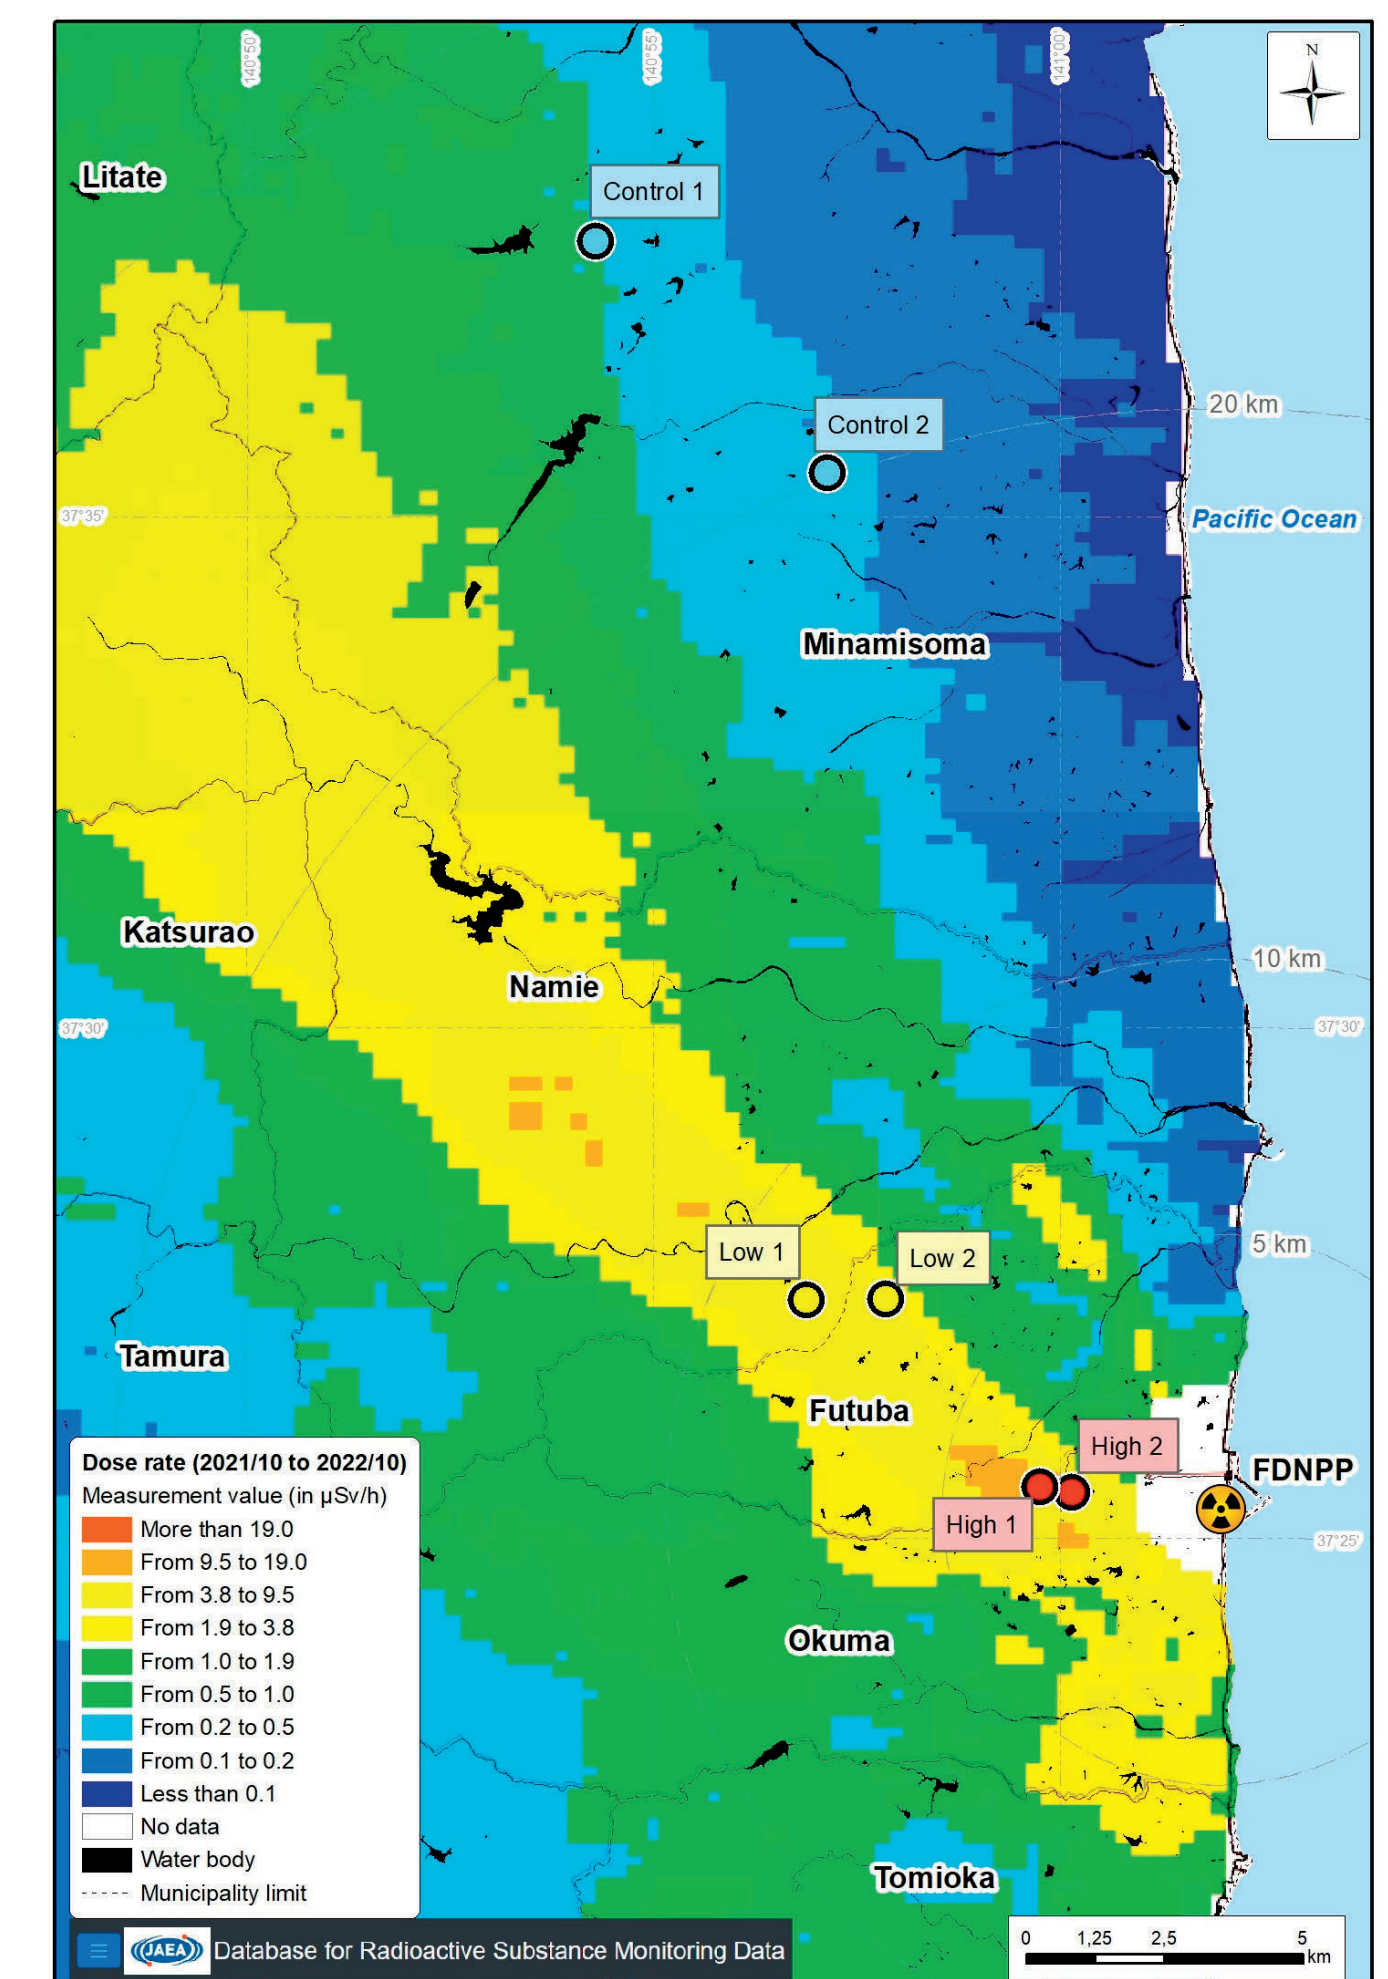 140°50'
140°55'
141°00'
N
Litate
Control 1
20 km
Control 2
37°35'
Pacific Ocean
Minamisoma
Katsurao
10 km
Namie
37°30'
37°30'
Low 1
Low 2
5 km
Tamura
Futuba
High 2
FDNPP
High 1
37°25'
Okuma
Tomioka
Dose rate (2021/10 to 2022/10)
Measurement value (in µSv/h)
More than 19.0
From 9.5 to 19.0
From 3.8 to 9.5
From 1.9 to 3.8
From 1.0 to 1.9
From 0.5 to 1.0
From 0.2 to 0.5
From 0.1 to 0.2
Less than 0.1
No data
Water body
Municipality limit
JAEA Database for Radioactive Substance Monitoring Data
0 1,25 2,5 5
km